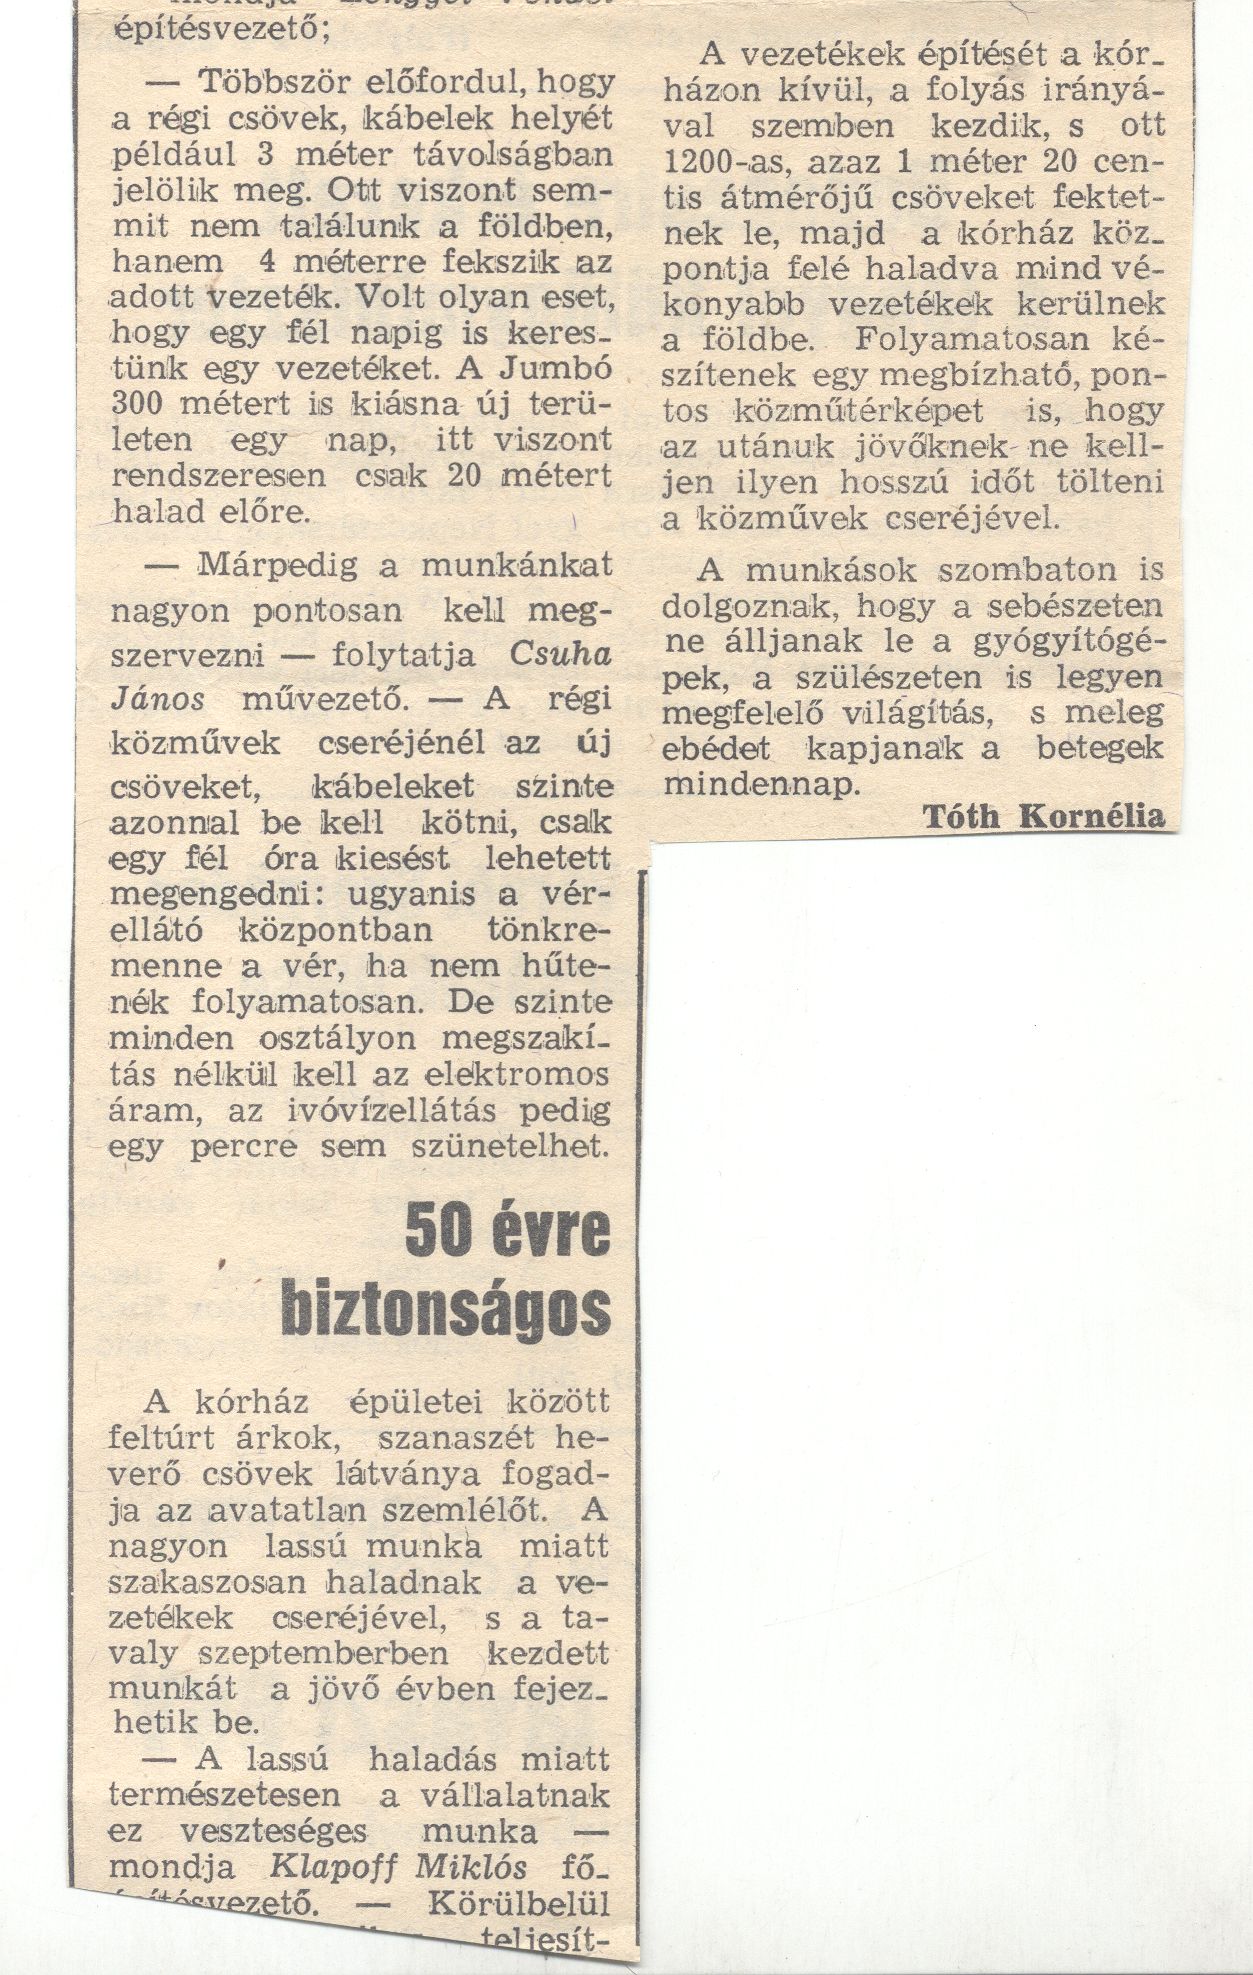 építésvezető;
— Többször előfordul, hogy
a régi csövek, kábelek helyét
például 3 méter távolságban
jelölik meg. Ott viszont sem-
mit nem találunk a földben,
hanem 4 méterre fekszik az
adott vezeték. Volt olyan eset,
hogy egy fél napig is keres-
tünk egy vezetéket. A Jumbó
300 métert is kiásna új terü-
leten egy nap, itt viszont
rendszeresen csak 20 métert
halad előre.
— Márpedig a munkánkat
nagyon pontosan kell meg-
szervezni — folytatja Csuha
János művezető. — A régi
közművek cseréjénél az új
csöveket, kábeleket szinte
azonnal be kell kötni, csak
egy fél óra kiesést lehetett
megengedni: ugyanis a vér-
ellátó központban tönkre-
menne a vér, ha nem hűte-
nék folyamatosan. De szinte
minden osztályon megszakí-
tás nélkül kell az elektromos
áram, az ivóvízellátás pedig
egy percre sem szünetelhet.
50 évre
biztonságos
A kórház épületei között
feltúrt árkok, szanaszét he-
verő csövek látványa fogad-
ja az avatatlan szemlélőt. A
nagyon lassú munka miatt
szakaszosan haladnak a ve-
zetékek cseréjével, s a ta-
valy szeptemberben kezdett
munkát a jövő évben fejez-
hetik be.
— A lassú haladás miatt
természetesen a vállalatnak
ez veszteséges munka —
mondja Klapoff Miklós fő-
építésvezető. — Körülbelül
teljesít-
A vezetékek építését a kór-
házon kívül, a folyás irányá-
val szemben kezdik, s ott
1200-as, azaz 1 méter 20 cen-
tis átmérőjű csöveket fektet-
nek le, majd a kórház köz-
pontja felé haladva mind vé-
konyabb vezetékek kerülnek
a földbe. Folyamatosan ké-
szítenek egy megbízható, pon-
tos közműtérképet is, hogy
az utánuk jövőknek ne kell-
jen ilyen hosszú időt tölteni
a közművek cseréjével.
A munkások szombaton is
dolgoznak, hogy a sebészeten
ne álljanak le a gyógyítógé-
pek, a szülészeten is legyen
megfelelő világítás, s meleg
ebédet kapjanak a betegek
mindennap.
Tóth Kornélia